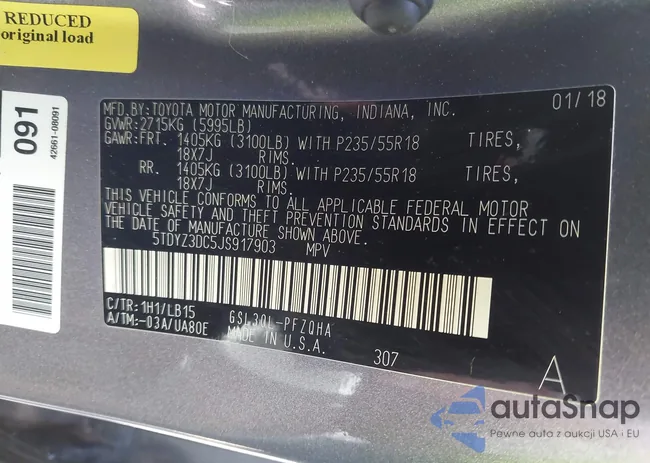 REDUCED
original load
091
42661-08091
MFD.BY:TOYOTA MOTOR MANUFACTURING, INDIANA, INC. 01/18
GVWR:2715KG (5995LB)
GAWR:FRT. 1405KG (3100LB) WITH P235/55R18 TIRES,
18X7J RIMS.
RR. 1405KG (3100LB) WITH P235/55R18 TIRES,
18X7J RIMS.
THIS VEHICLE CONFORMS TO ALL APPLICABLE FEDERAL MOTOR
VEHICLE SAFETY AND THEFT PREVENTION STANDARDS IN EFFECT ON
THE DATE OF MANUFACTURE SHOWN ABOVE.
5TDYZ3DC5JS917903 MPV
C/TR:1H1/LB15 GSL30L-PFZQHA
A/TM:-03A/UA80E MADE IN U.S.A.
307 A
autaSnap
Pewne auta z aukcji USA i EU